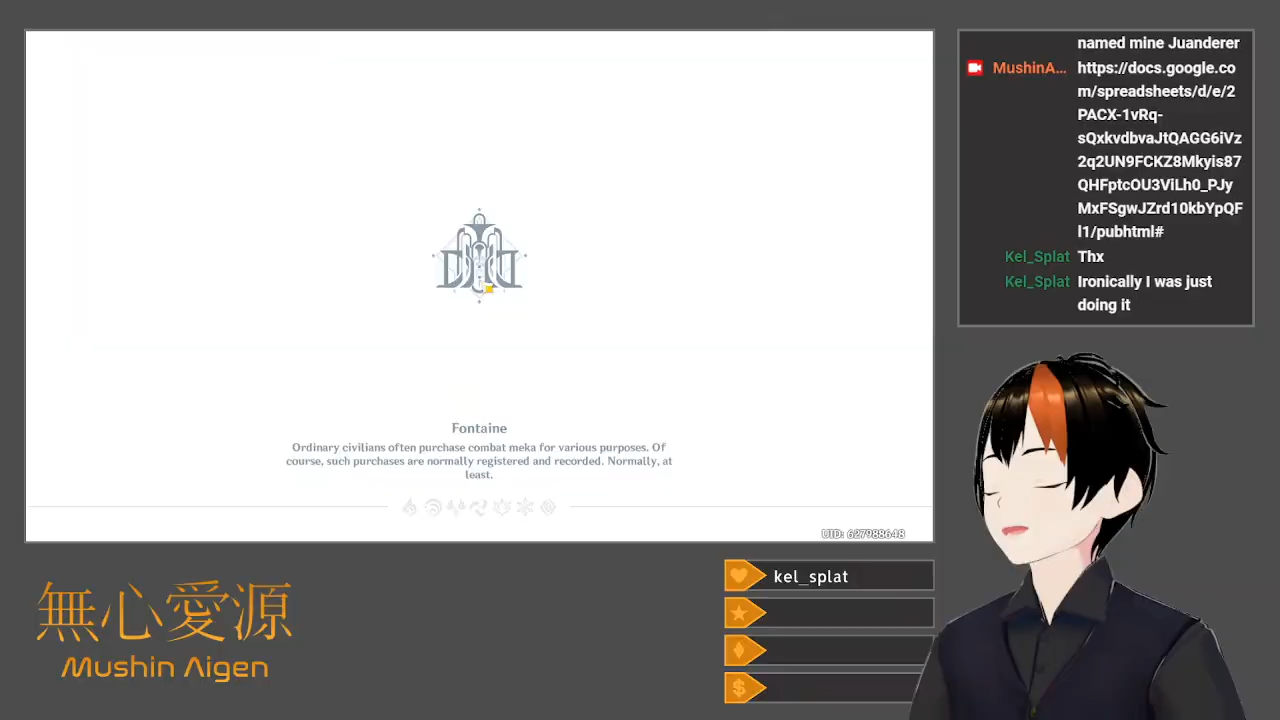 named mine Juanderer
MushinA... https://docs.google.co
m/spreadsheets/d/e/2
PACX-1vRq-
sQxkvdbvaJtQAGG6iVz
2q2UN9FCKZ8Mkyis87
QHFptcOU3ViLh0_PJy
MxFSgwJZrd10kbYpQF
l1/pubhtml#
Kel_Splat Thx
Kel_Splat Ironically I was just
doing it
Fontaine
Ordinary civilians often purchase combat meka for various purposes. Of
course, such purchases are normally registered and recorded. Normally, at
least.
UID: 627988648
kel_splat
無心愛源
Mushin Aigen